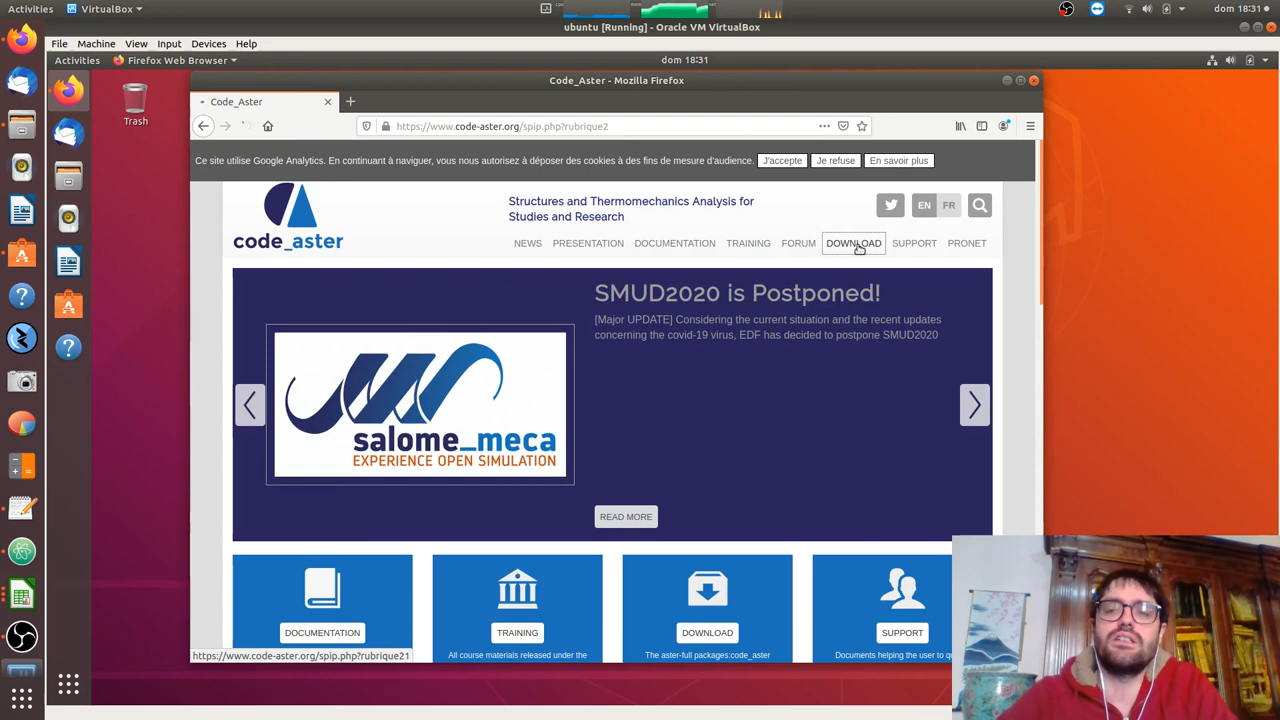 Activities
VirtualBox
dom 18:31
ubuntu [Running] - Oracle VM VirtualBox
File Machine View Input Devices Help
Activities
Firefox Web Browser
dom 18:31
Code_Aster - Mozilla Firefox
Trash
Code_Aster
https://www.code-aster.org/spip.php?rubrique2
Ce site utilise Google Analytics. En continuant à naviguer, vous nous autorisez à déposer des cookies à des fins de mesure d'audience.
J'accepte
Je refuse
En savoir plus
code_aster
Structures and Thermomechanics Analysis for
Studies and Research
EN FR
NEWS PRESENTATION DOCUMENTATION TRAINING FORUM DOWNLOAD SUPPORT PRONET
salome_meca
EXPERIENCE OPEN SIMULATION
SMUD2020 is Postponed!
[Major UPDATE] Considering the current situation and the recent updates
concerning the covid-19 virus, EDF has decided to postpone SMUD2020
READ MORE
DOCUMENTATION
TRAINING
All course materials released under the
DOWNLOAD
The aster-full packages:code_aster
SUPPORT
Documents helping the user to qu
https://www.code-aster.org/spip.php?rubrique21